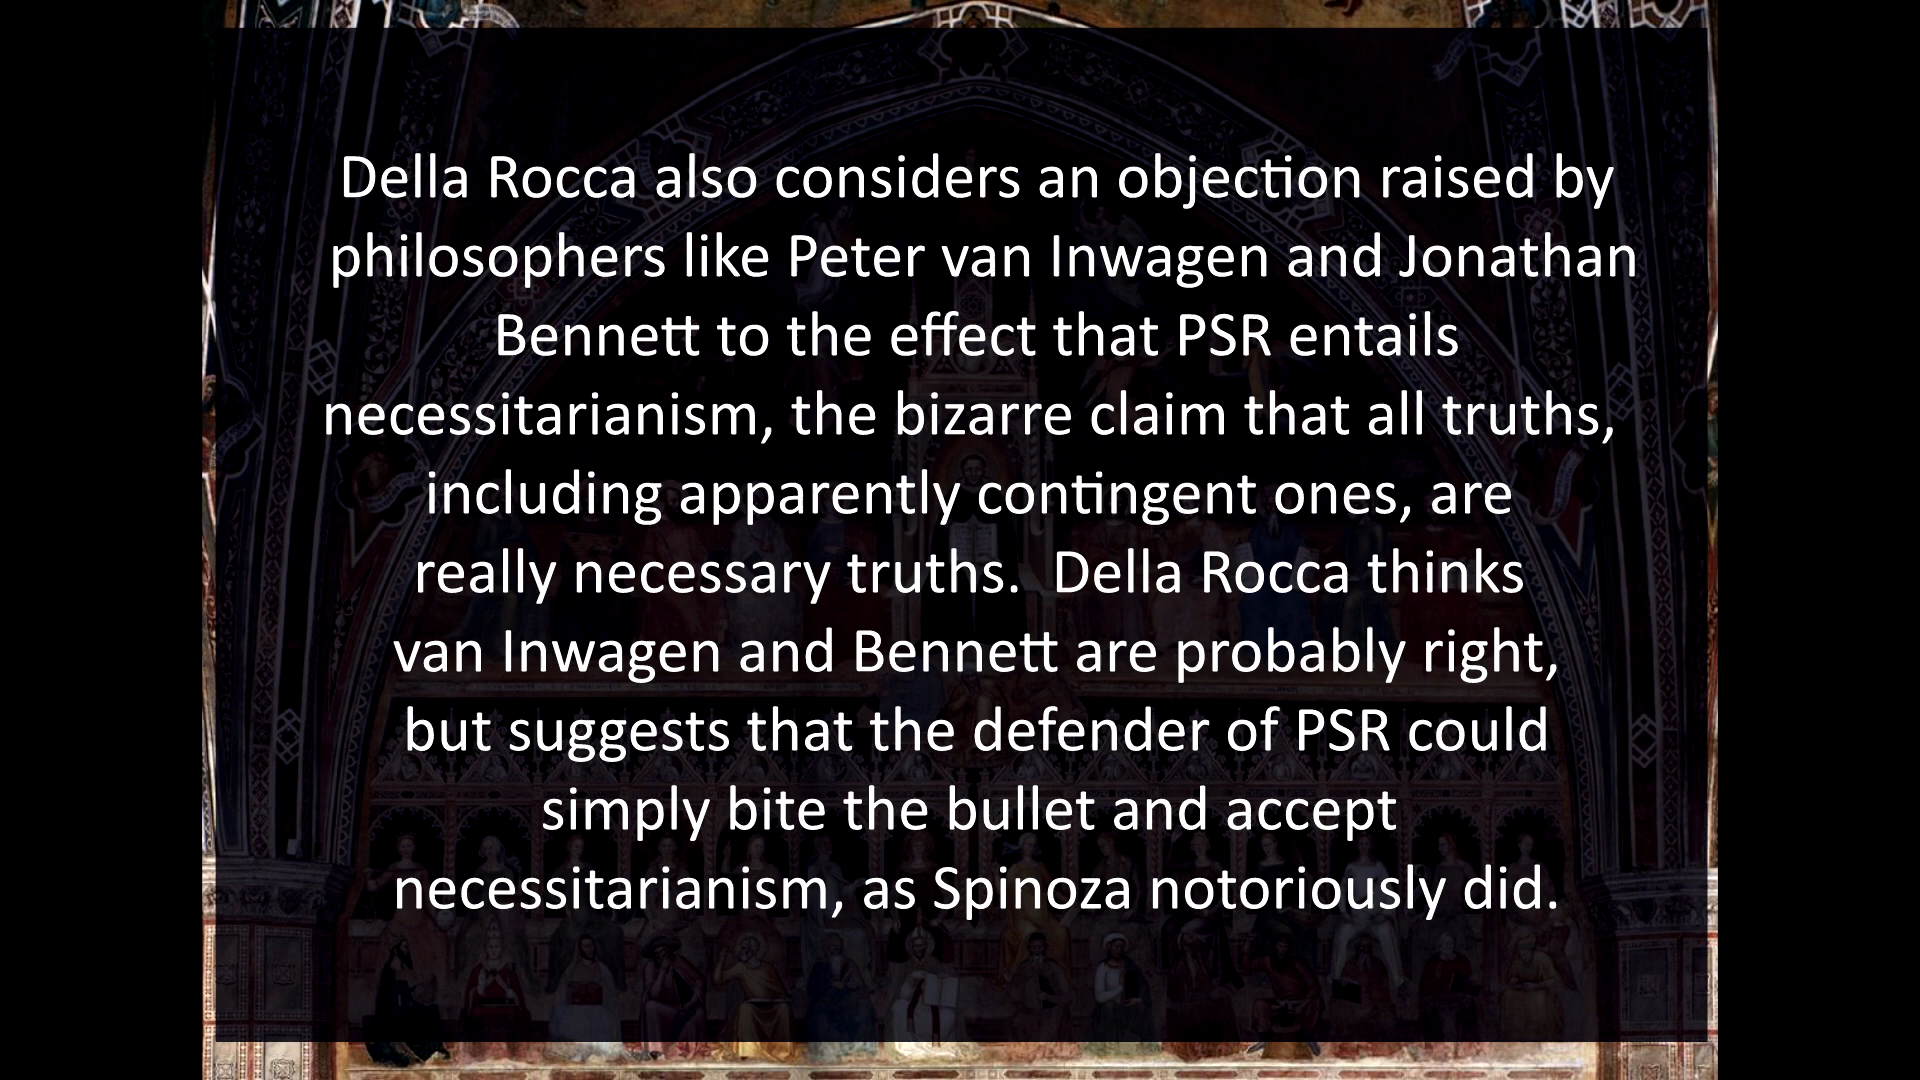 Della Rocca also considers an objection raised by
philosophers like Peter van Inwagen and Jonathan
Bennett to the effect that PSR entails
necessitarianism, the bizarre claim that all truths,
including apparently contingent ones, are
really necessary truths.  Della Rocca thinks
van Inwagen and Bennett are probably right,
but suggests that the defender of PSR could
simply bite the bullet and accept
necessitarianism, as Spinoza notoriously did.